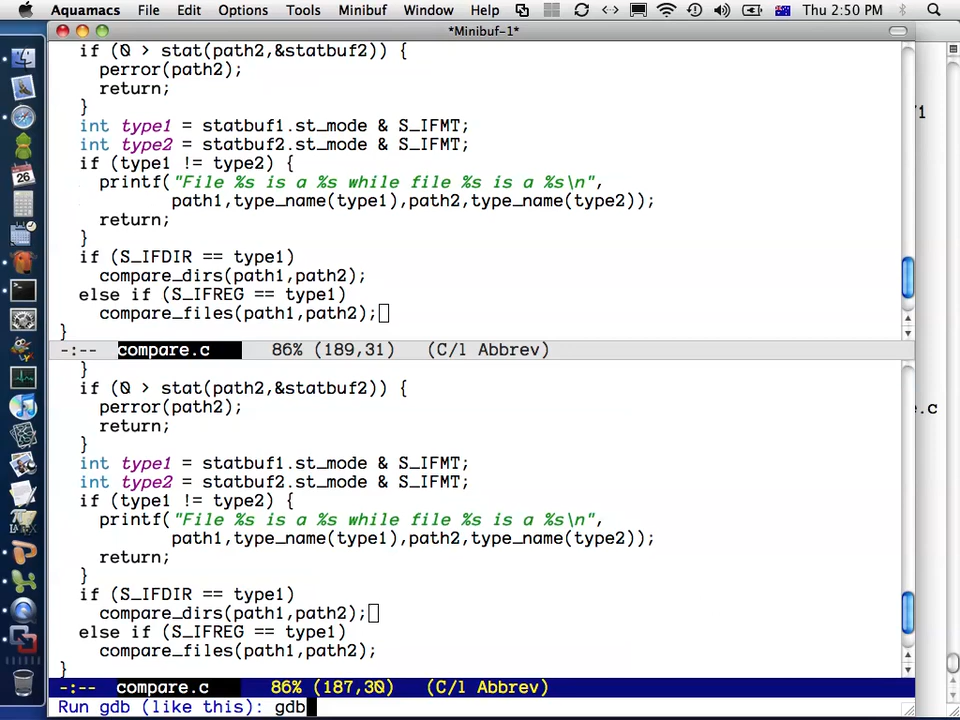 Aquamacs File Edit Options Tools Minibuf Window Help Thu 2:50 PM
*Minibuf-1*
if (0 > stat(path2,&statbuf2)) {
perror(path2);
return;
}
int type1 = statbuf1.st_mode & S_IFMT;
int type2 = statbuf2.st_mode & S_IFMT;
if (type1 != type2) {
printf("File %s is a %s while file %s is a %s\n",
path1,type_name(type1),path2,type_name(type2));
return;
}
if (S_IFDIR == type1)
compare_dirs(path1,path2);
else if (S_IFREG == type1)
compare_files(path1,path2);
}
-:-- compare.c 86% (189,31) (C/l Abbrev)
}
if (0 > stat(path2,&statbuf2)) {
perror(path2);
return;
}
int type1 = statbuf1.st_mode & S_IFMT;
int type2 = statbuf2.st_mode & S_IFMT;
if (type1 != type2) {
printf("File %s is a %s while file %s is a %s\n",
path1,type_name(type1),path2,type_name(type2));
return;
}
if (S_IFDIR == type1)
compare_dirs(path1,path2);
else if (S_IFREG == type1)
compare_files(path1,path2);
}
-:-- compare.c 86% (187,30) (C/l Abbrev)
Run gdb (like this): gdb
/1
e.c
26